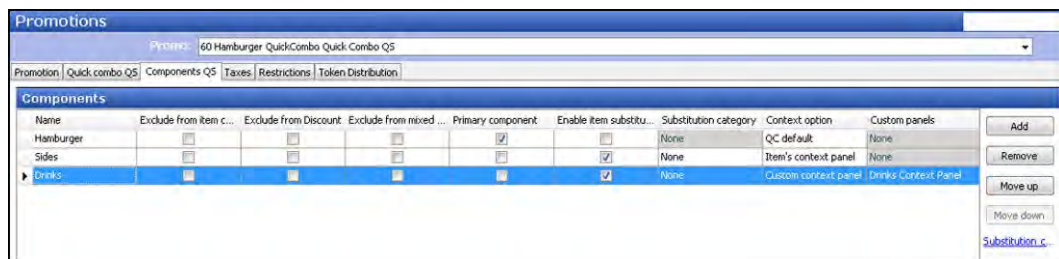 Promotions
Promo: 60 Hamburger QuickCombo Quick Combo QS
Promotion Quick combo QS Components QS Taxes Restrictions Token Distribution
Components
Name Exclude from item c... Exclude from Discount Exclude from mixed ... Primary component Enable item substitu... Substitution category Context option Custom panels
Hamburger None QC default None
Sides None Item's context panel None
Drinks None Custom context panel Drinks Context Panel
Add
Remove
Move up
Move down
Substitution c...